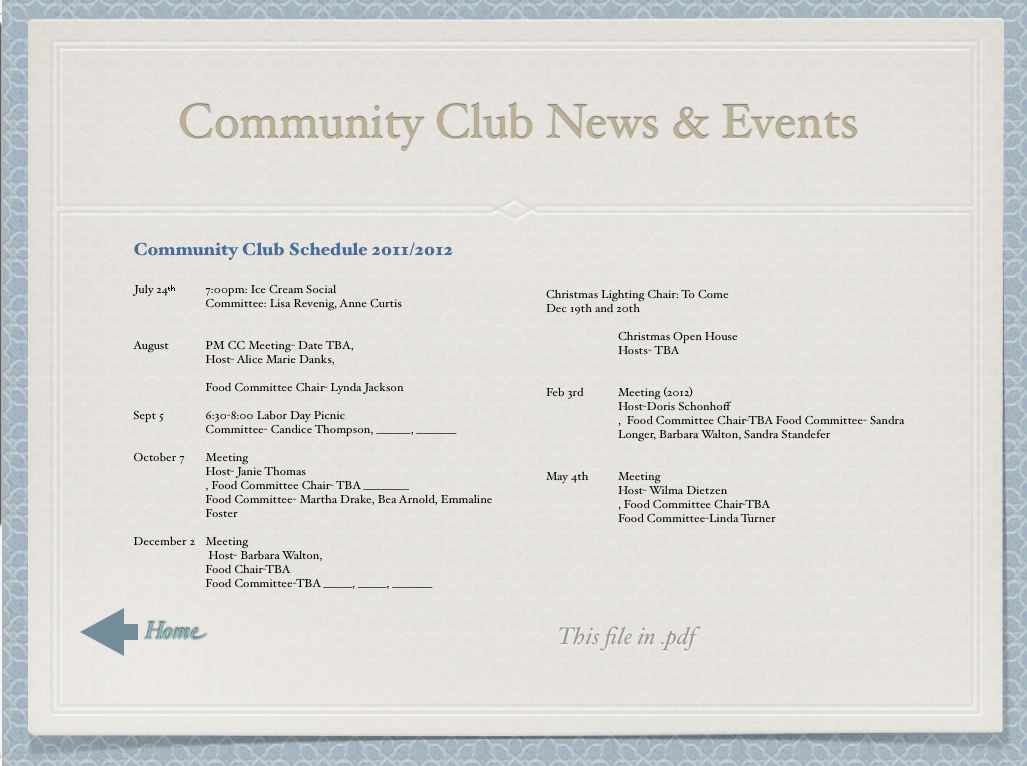 Community Club News & Events
Community Club Schedule 2011/2012
July 24th 7:00pm: Ice Cream Social
Committee: Lisa Revenig, Anne Curtis
August PM CC Meeting- Date TBA,
Host- Alice Marie Danks,
Food Committee Chair- Lynda Jackson
Sept 5 6:30-8:00 Labor Day Picnic
Committee- Candice Thompson, ______, _______
October 7 Meeting
Host- Janie Thomas
, Food Committee Chair- TBA ________
Food Committee- Martha Drake, Bea Arnold, Emmaline
Foster
December 2 Meeting
Host- Barbara Walton,
Food Chair-TBA
Food Committee-TBA _____, _____, _______
Christmas Lighting Chair: To Come
Dec 19th and 20th
Christmas Open House
Hosts- TBA
Feb 3rd Meeting (2012)
Host-Doris Schonhoff
, Food Committee Chair-TBA Food Committee- Sandra
Longer, Barbara Walton, Sandra Standefer
May 4th Meeting
Host- Wilma Dietzen
, Food Committee Chair-TBA
Food Committee-Linda Turner
Home
This file in .pdf